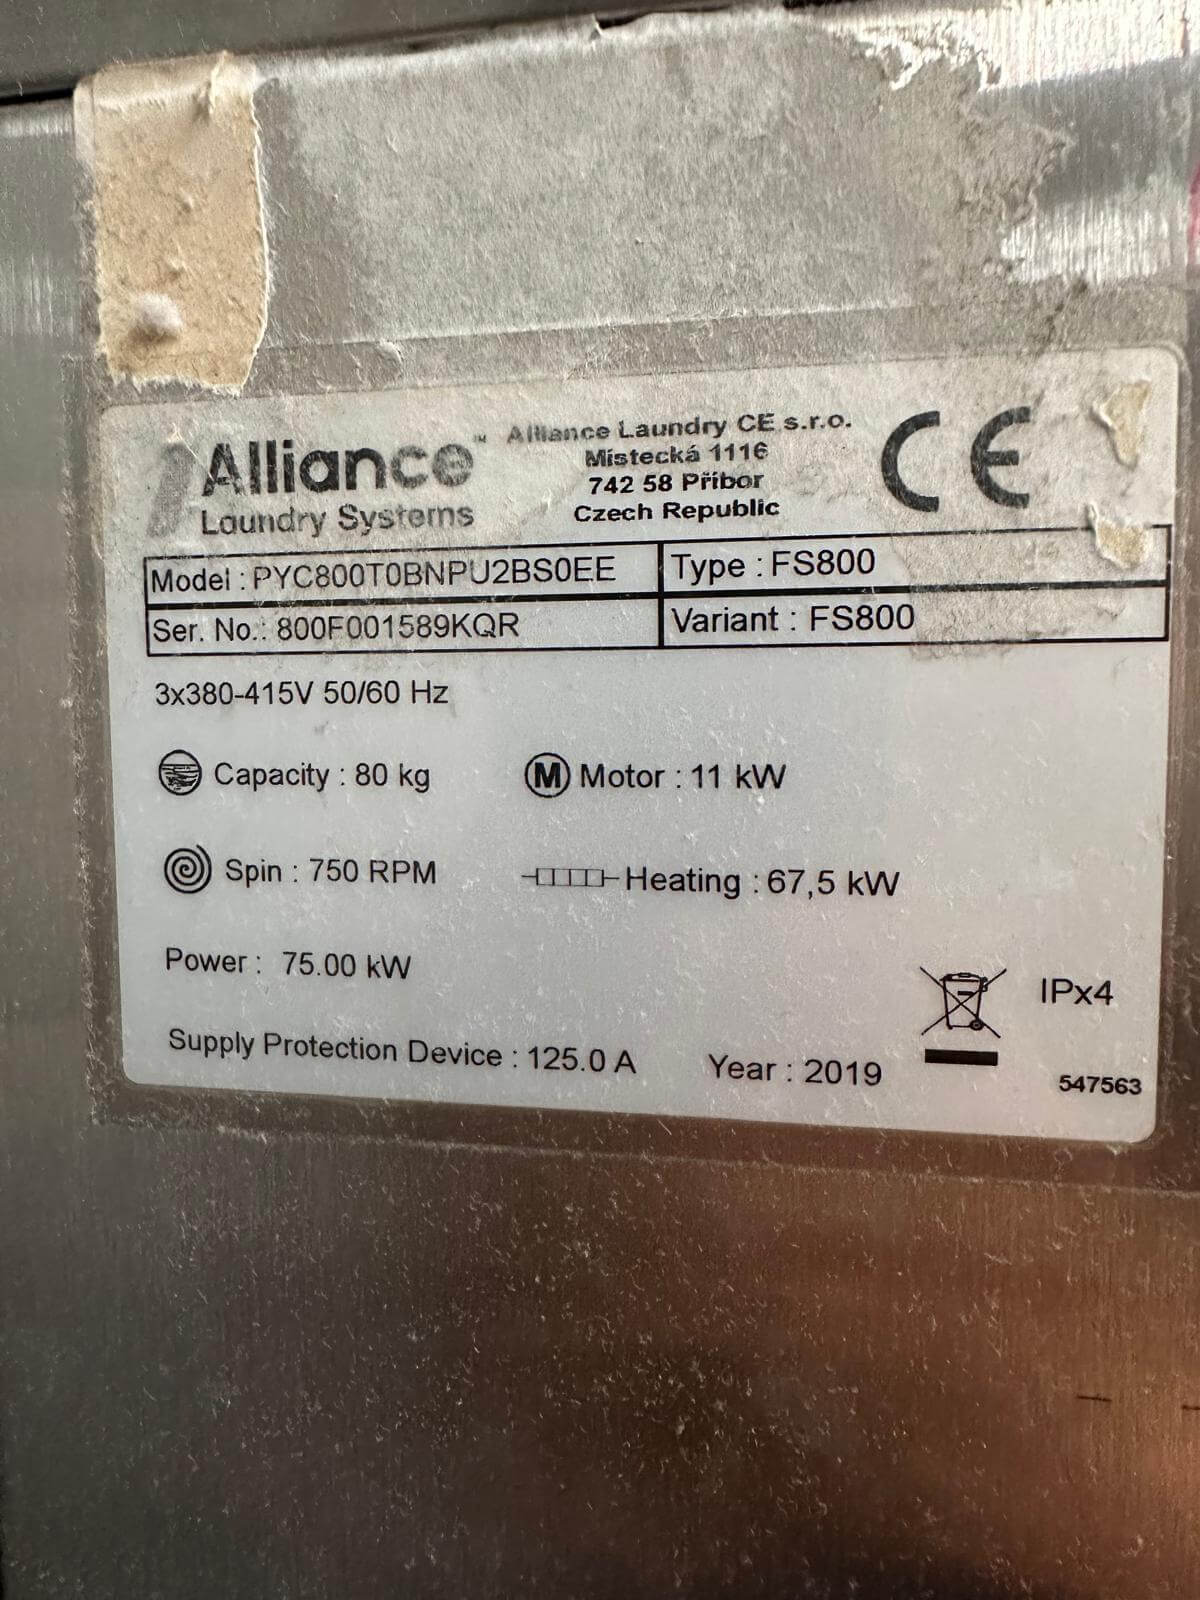 Alliance™
Laundry Systems
Alliance Laundry CE s.r.o.
Místecká 1116
742 58 Příbor
Czech Republic
CE
Model : PYC800T0BNPU2BS0EE
Type : FS800
Ser. No.: 800F001589KQR
Variant : FS800
3x380-415V 50/60 Hz
Capacity : 80 kg
M Motor : 11 kW
Spin : 750 RPM
Heating : 67,5 kW
Power : 75.00 kW
IPx4
Supply Protection Device : 125.0 A
Year : 2019
547563